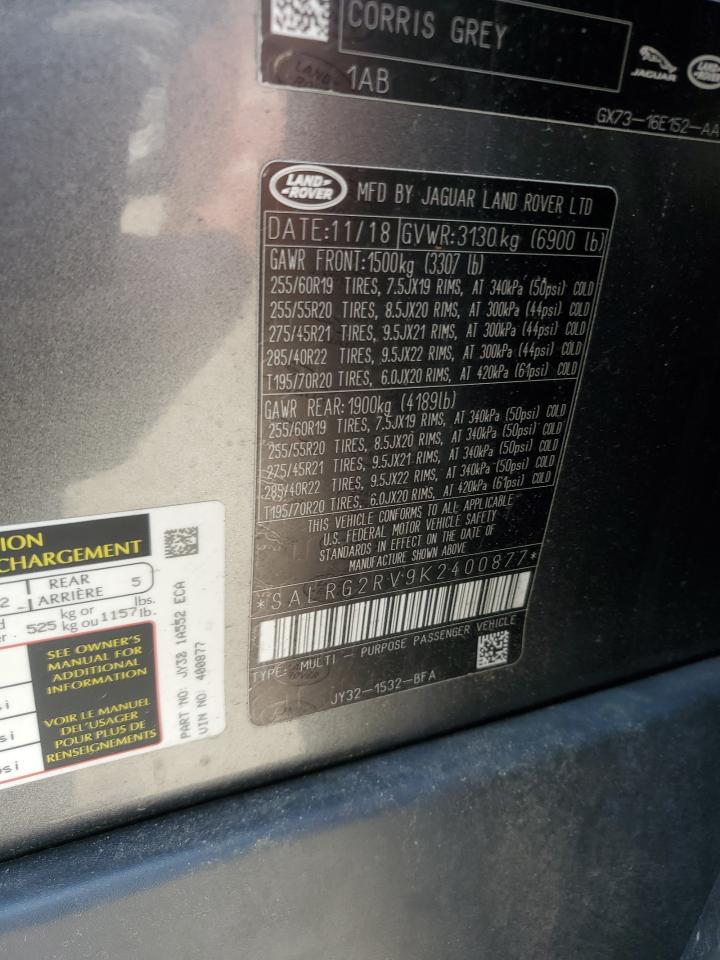 CORRIS GREY
1AB
JAGUAR
GX73-16E152-AA
LAND ROVER MFD BY JAGUAR LAND ROVER LTD
DATE:11/18 GVWR:3130 kg (6900 lb)
GAWR FRONT:1500kg (3307 lb)
255/60R19 TIRES, 7.5JX19 RIMS, AT 340kPa (50psi) COLD
255/55R20 TIRES, 8.5JX20 RIMS, AT 300kPa (44psi) COLD
275/45R21 TIRES, 9.5JX21 RIMS, AT 300kPa (44psi) COLD
285/40R22 TIRES, 9.5JX22 RIMS, AT 300kPa (44psi) COLD
T195/70R20 TIRES, 6.0JX20 RIMS, AT 420kPa (61psi) COLD
GAWR REAR:1900kg (4189lb)
255/60R19 TIRES, 7.5JX19 RIMS, AT 340kPa (50psi) COLD
255/55R20 TIRES, 8.5JX20 RIMS, AT 340kPa (50psi) COLD
275/45R21 TIRES, 9.5JX21 RIMS, AT 340kPa (50psi) COLD
285/40R22 TIRES, 9.5JX22 RIMS, AT 340kPa (50psi) COLD
T195/70R20 TIRES, 6.0JX20 RIMS, AT 420kPa (61psi) COLD
THIS VEHICLE CONFORMS TO ALL APPLICABLE
U.S. FEDERAL MOTOR VEHICLE SAFETY
STANDARDS IN EFFECT ON THE DATE OF
MANUFACTURE SHOWN ABOVE
*SALRG2RV9K2400877*
TYPE: MULTI - PURPOSE PASSENGER VEHICLE
JY32-1532-BFA
ION
CHARGEMENT
2 REAR 5
ARRIÈRE
kg or lbs.
525 kg ou 1157 lb.
SEE OWNER'S
MANUAL FOR
ADDITIONAL
INFORMATION
VOIR LE MANUEL
DEL'USAGER
POUR PLUS DE
RENSEIGNEMENTS
PART NO: JY32 1A552 ECA
VIN NO: 400877